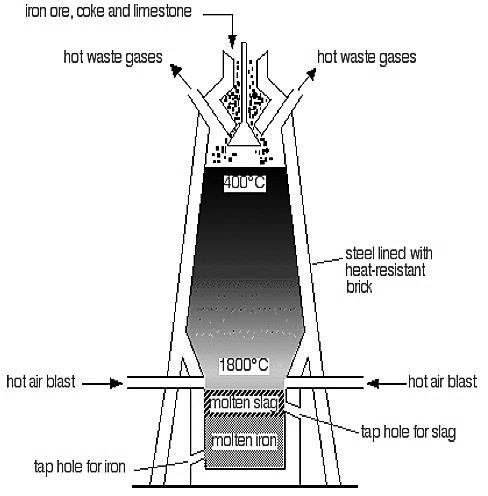 iron ore, coke and limestone
hot waste gases
hot waste gases
400°C
steel lined with
heat-resistant
brick
1800°C
hot air blast
hot air blast
molten slag
tap hole for slag
molten iron
tap hole for iron